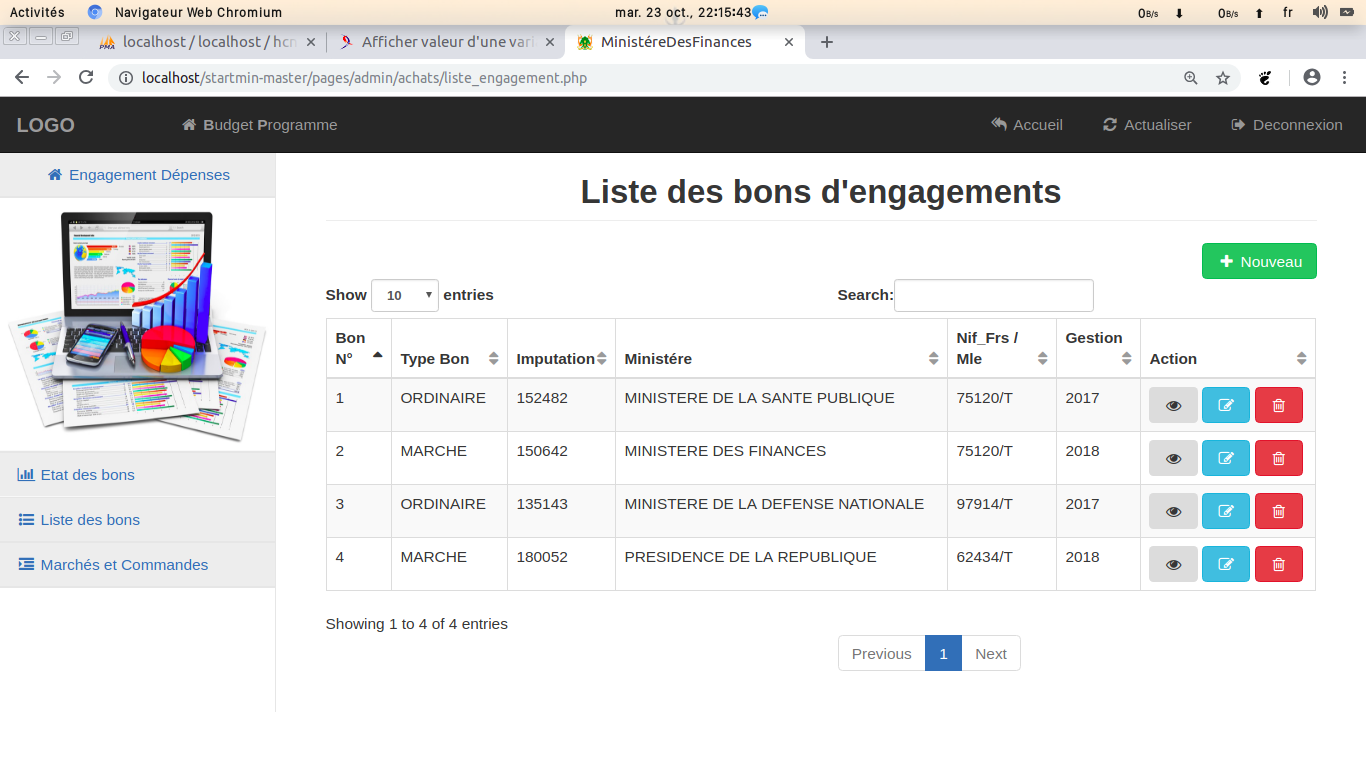 Activités Navigateur Web Chromium mar. 23 oct., 22:15:43 0B/s 0B/s fr
localhost / localhost / hcn Afficher valeur d'une vari MinistéreDesFinances
localhost/startmin-master/pages/admin/achats/liste_engagement.php
LOGO Budget Programme Accueil Actualiser Deconnexion
Engagement Dépenses
Etat des bons
Liste des bons
Marchés et Commandes
Liste des bons d'engagements
Nouveau
Show 10 entries Search:
Bon N° Type Bon Imputation Ministére Nif_Frs / Mle Gestion Action
1 ORDINAIRE 152482 MINISTERE DE LA SANTE PUBLIQUE 75120/T 2017
2 MARCHE 150642 MINISTERE DES FINANCES 75120/T 2018
3 ORDINAIRE 135143 MINISTERE DE LA DEFENSE NATIONALE 97914/T 2017
4 MARCHE 180052 PRESIDENCE DE LA REPUBLIQUE 62434/T 2018
Showing 1 to 4 of 4 entries
Previous 1 Next